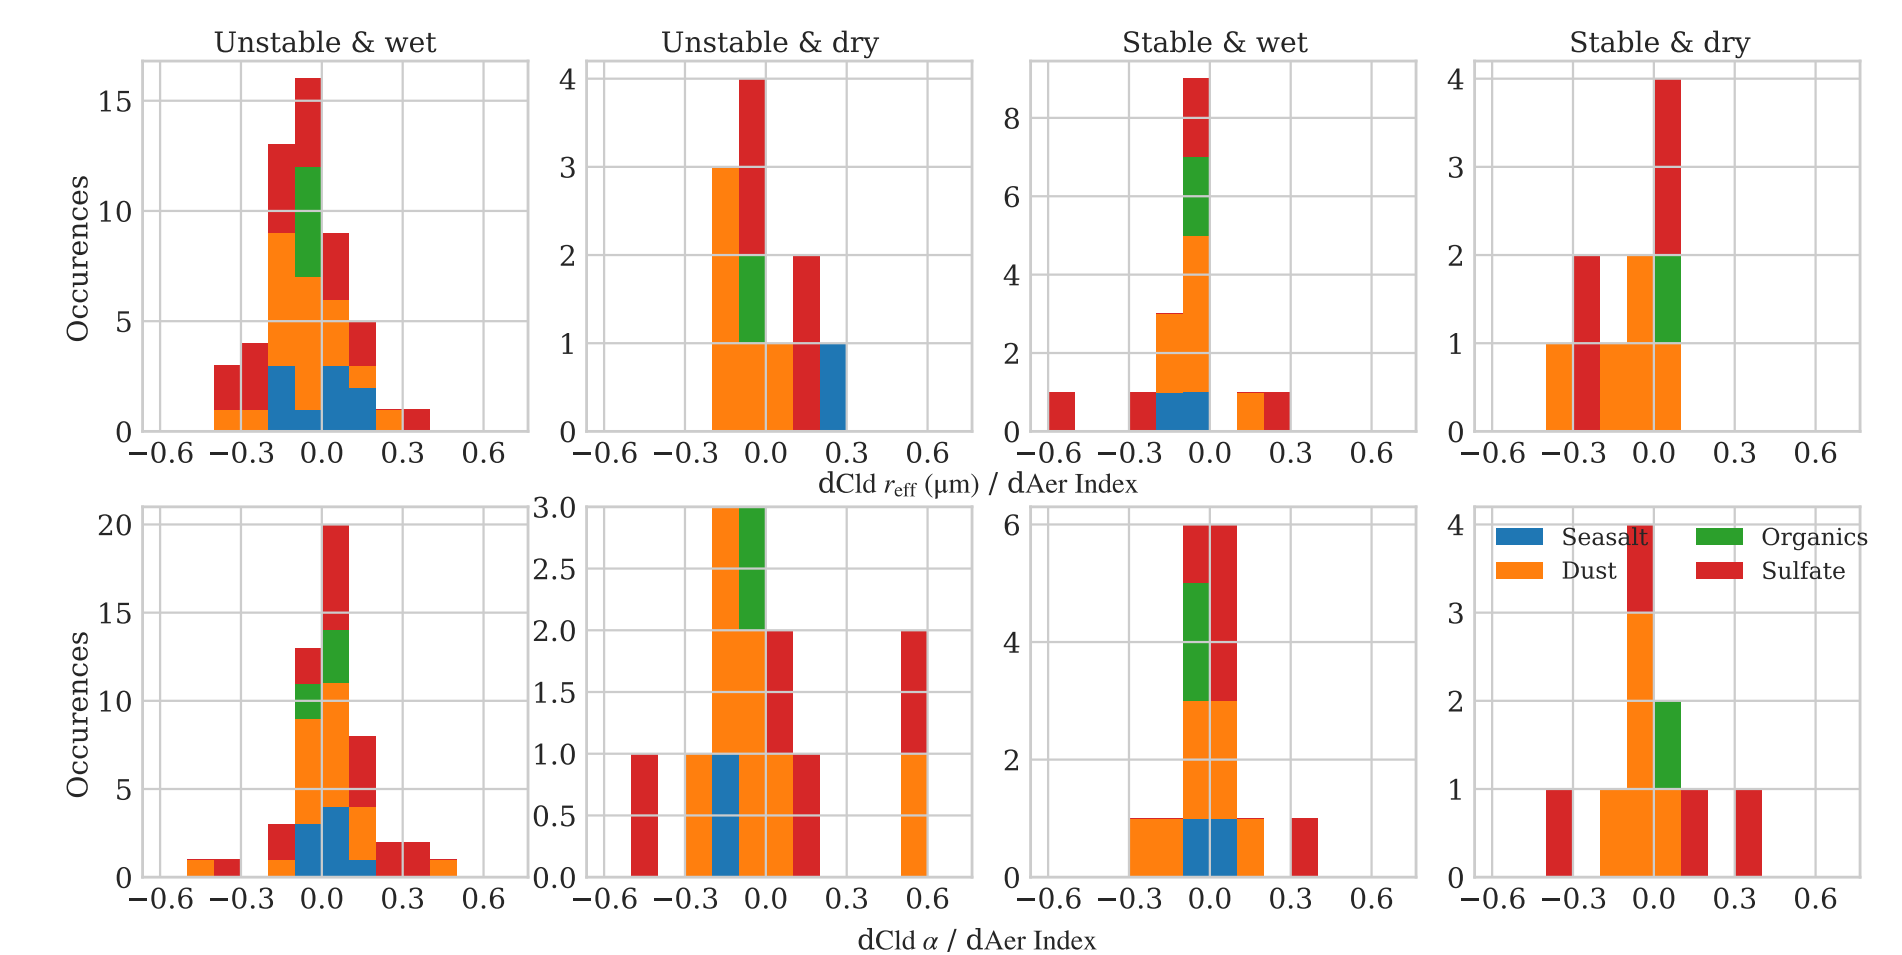 Unstable & wet Unstable & dry Stable & wet Stable & dry
Occurences
15
10
5
0
−0.6 −0.3 0.0 0.3 0.6
4
3
2
1
0
−0.6 −0.3 0.0 0.3 0.6
8
6
4
2
0
−0.6 −0.3 0.0 0.3 0.6
4
3
2
1
0
−0.6 −0.3 0.0 0.3 0.6
dCld r_eff (μm) / dAer Index
Occurences
20
15
10
5
0
−0.6 −0.3 0.0 0.3 0.6
3.0
2.5
2.0
1.5
1.0
0.5
0.0
−0.6 −0.3 0.0 0.3 0.6
6
4
2
0
−0.6 −0.3 0.0 0.3 0.6
4
3
2
1
0
Seasalt Organics
Dust Sulfate
−0.6 −0.3 0.0 0.3 0.6
dCld α / dAer Index